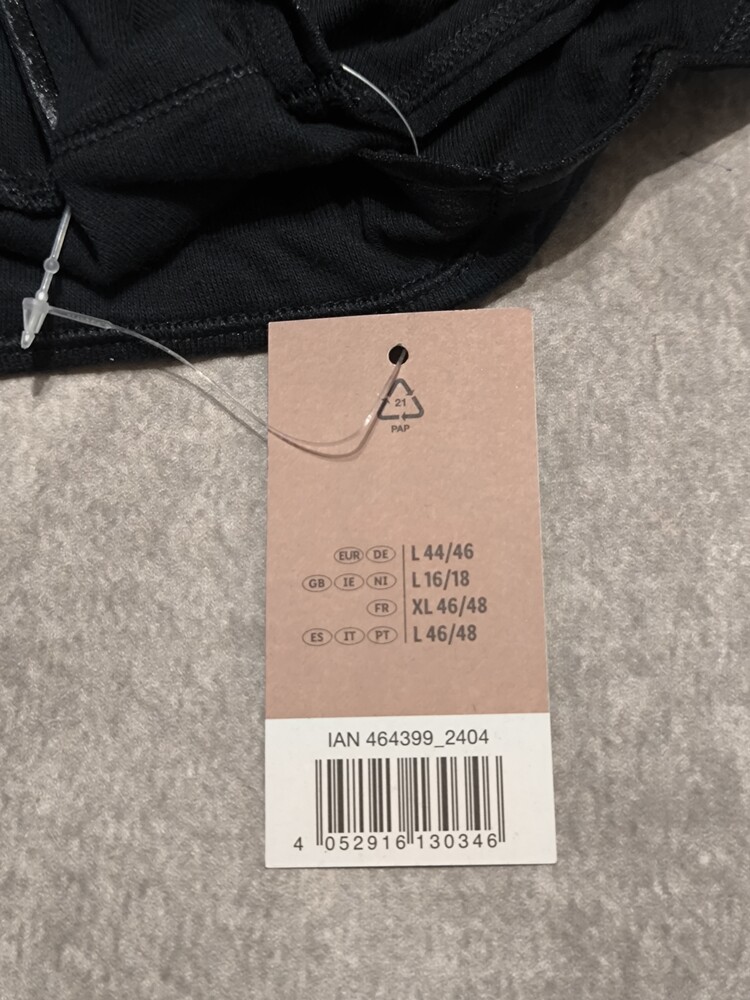 21
PAP
EUR DE L 44/46
GB IE NI L 16/18
FR XL 46/48
ES IT PT L 46/48
IAN 464399_2404
4 052916 130346